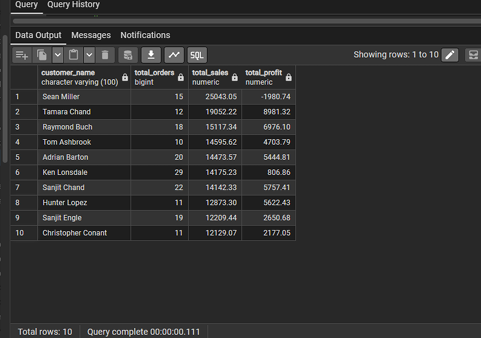 Query Query History
Data Output Messages Notifications
SQL Showing rows: 1 to 10
customer_name total_orders total_sales total_profit
character varying (100) bigint numeric numeric
1 Sean Miller 15 25043.05 -1980.74
2 Tamara Chand 12 19052.22 8981.32
3 Raymond Buch 18 15117.34 6976.10
4 Tom Ashbrook 10 14595.62 4703.79
5 Adrian Barton 20 14473.57 5444.81
6 Ken Lonsdale 29 14175.23 806.86
7 Sanjit Chand 22 14142.33 5757.41
8 Hunter Lopez 11 12873.30 5622.43
9 Sanjit Engle 19 12209.44 2650.68
10 Christopher Conant 11 12129.07 2177.05
Total rows: 10 Query complete 00:00:00.111